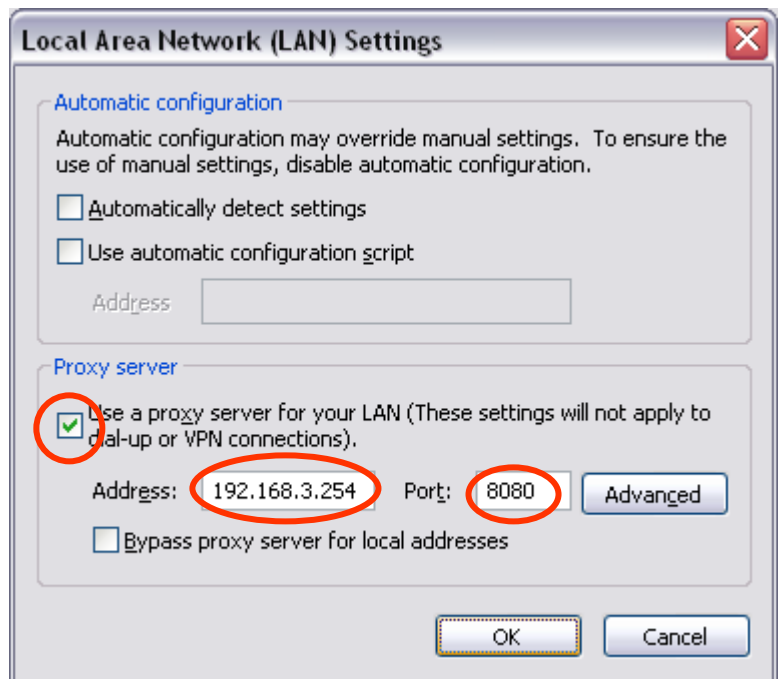 Local Area Network (LAN) Settings
Automatic configuration
Automatic configuration may override manual settings. To ensure the
use of manual settings, disable automatic configuration.
Automatically detect settings
Use automatic configuration script
Address
Proxy server
Use a proxy server for your LAN (These settings will not apply to
dial-up or VPN connections).
Address: 192.168.3.254 Port: 8080 Advanced
Bypass proxy server for local addresses
OK Cancel